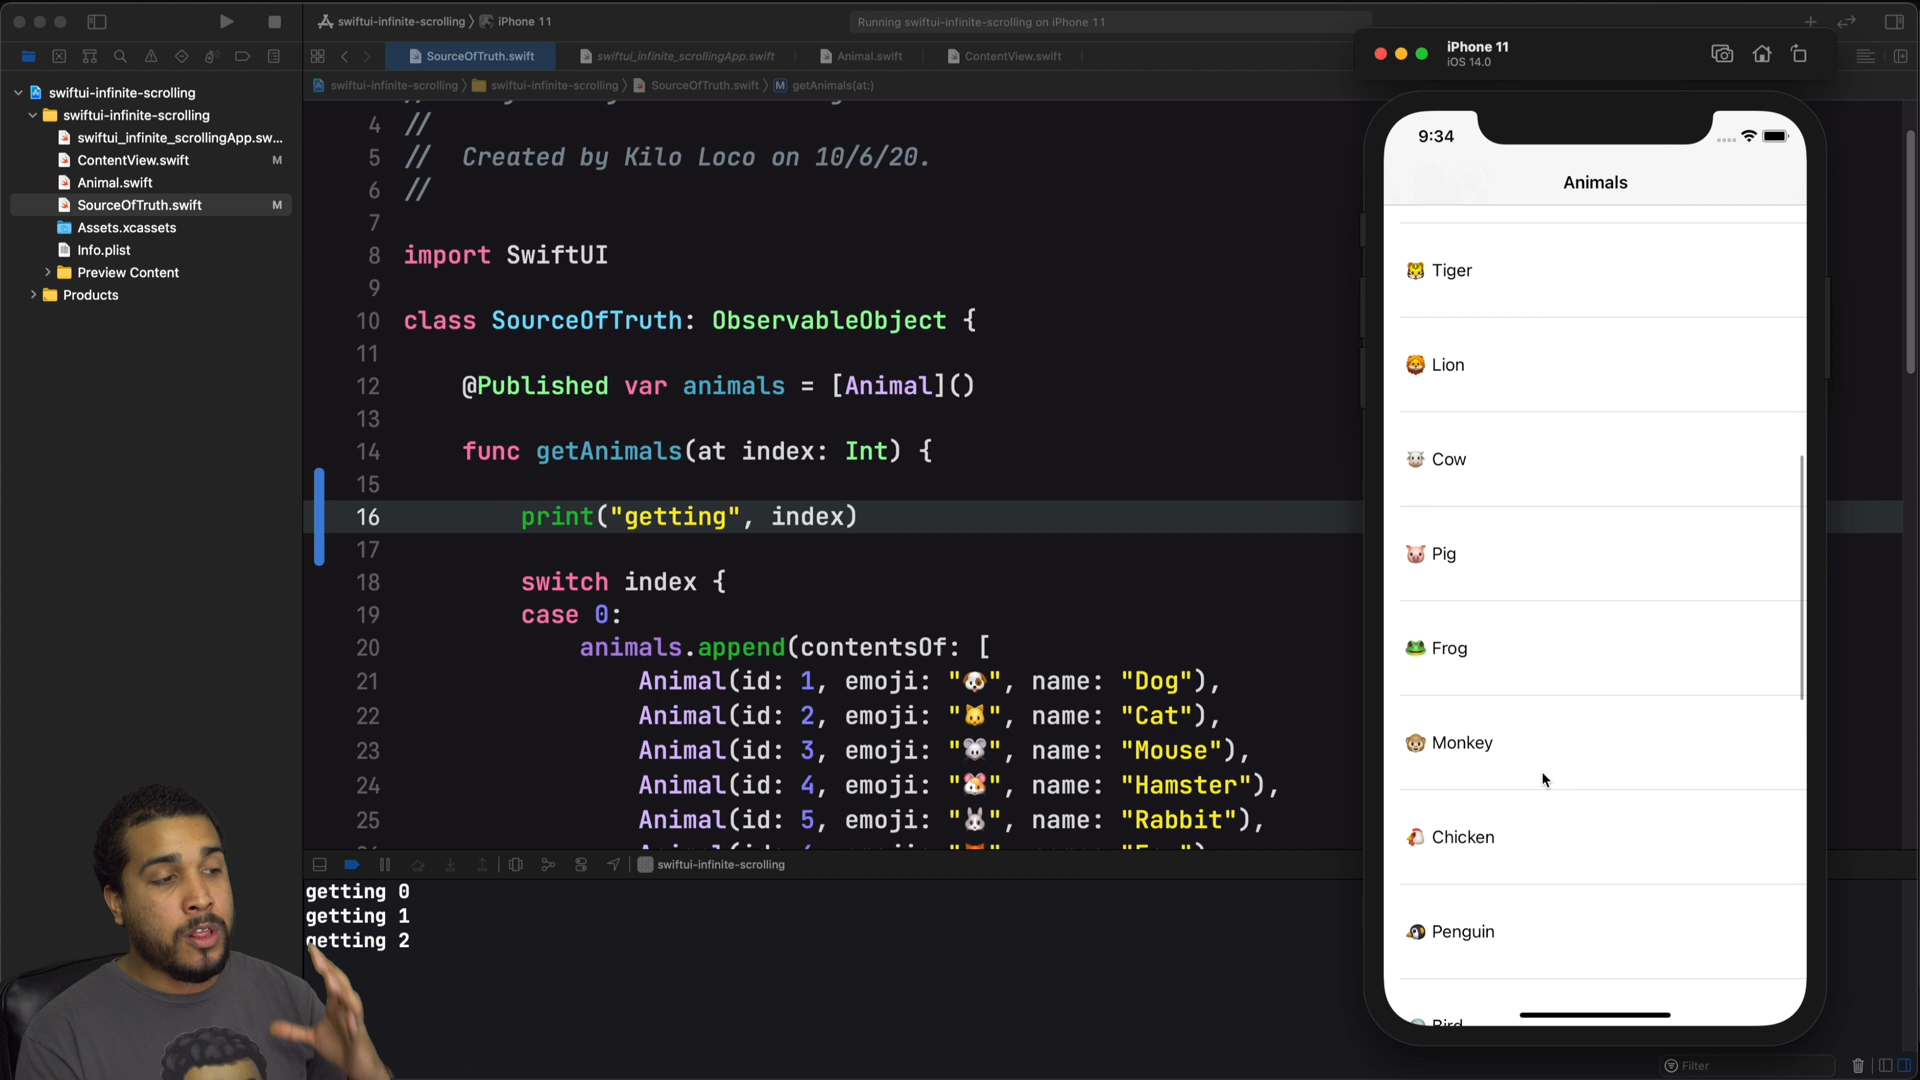 swiftui-infinite-scrolling
iPhone 11
Running swiftui-infinite-scrolling on iPhone 11
SourceOfTruth.swift
swiftui_infinite_scrollingApp.swift
Animal.swift
ContentView.swift
swiftui-infinite-scrolling
swiftui-infinite-scrolling
SourceOfTruth.swift
M
getAnimals(at:)
swiftui-infinite-scrolling
swiftui-infinite-scrolling
swiftui_infinite_scrollingApp.sw...
ContentView.swift M
Animal.swift
SourceOfTruth.swift M
Assets.xcassets
Info.plist
Preview Content
Products
4 //
5 //  Created by Kilo Loco on 10/6/20.
6 //
7
8 import SwiftUI
9
10 class SourceOfTruth: ObservableObject {
11
12 @Published var animals = [Animal]()
13
14 func getAnimals(at index: Int) {
15
16 print("getting", index)
17
18 switch index {
19 case 0:
20 animals.append(contentsOf: [
21 Animal(id: 1, emoji: "🐶", name: "Dog"),
22 Animal(id: 2, emoji: "🐱", name: "Cat"),
23 Animal(id: 3, emoji: "🐭", name: "Mouse"),
24 Animal(id: 4, emoji: "🐹", name: "Hamster"),
25 Animal(id: 5, emoji: "🐰", name: "Rabbit"),
swiftui-infinite-scrolling
getting 0
getting 1
getting 2
Filter
iPhone 11
iOS 14.0
9:34
Animals
🐯 Tiger
🦁 Lion
🐮 Cow
🐷 Pig
🐸 Frog
🐵 Monkey
🐔 Chicken
🐧 Penguin
Bird